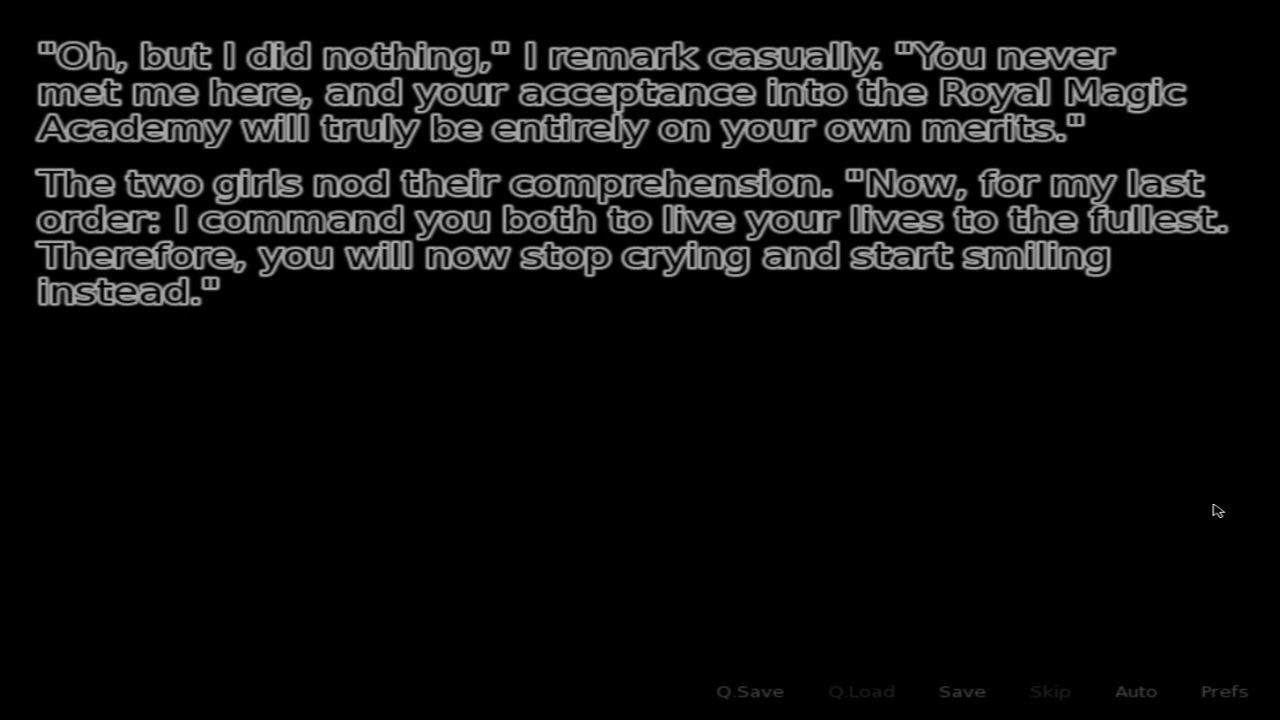 "Oh, but I did nothing," I remark casually. "You never
met me here, and your acceptance into the Royal Magic
Academy will truly be entirely on your own merits."
The two girls nod their comprehension. "Now, for my last
order: I command you both to live your lives to the fullest.
Therefore, you will now stop crying and start smiling
instead."
Q.Save Q.Load Save Skip Auto Prefs